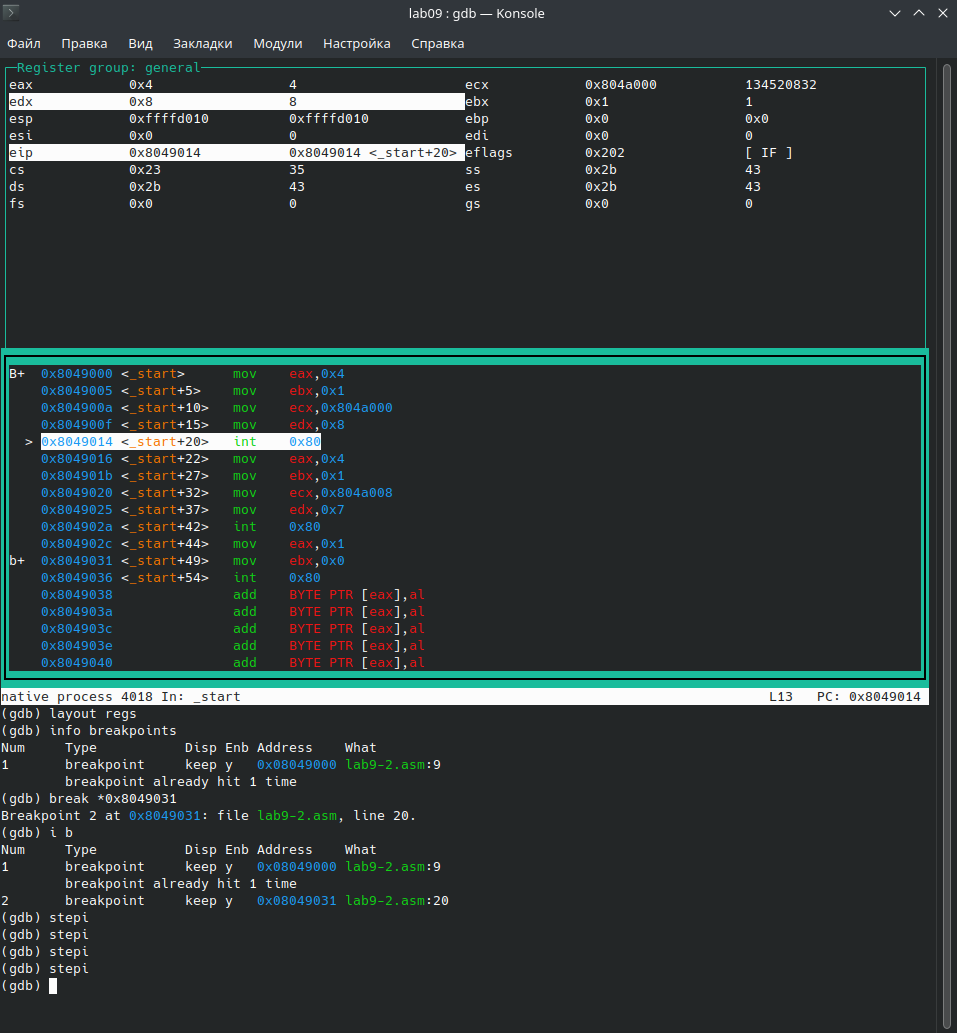 lab09 : gdb — Konsole
Файл Правка Вид Закладки Модули Настройка Справка
Register group: general
eax 0x4 4 ecx 0x804a000 134520832
edx 0x8 8 ebx 0x1 1
esp 0xffffd010 0xffffd010 ebp 0x0 0x0
esi 0x0 0 edi 0x0 0
eip 0x8049014 0x8049014 <_start+20> eflags 0x202 [ IF ]
cs 0x23 35 ss 0x2b 43
ds 0x2b 43 es 0x2b 43
fs 0x0 0 gs 0x0 0
B+ 0x8049000 <_start> mov eax,0x4
0x8049005 <_start+5> mov ebx,0x1
0x804900a <_start+10> mov ecx,0x804a000
0x804900f <_start+15> mov edx,0x8
> 0x8049014 <_start+20> int 0x80
0x8049016 <_start+22> mov eax,0x4
0x804901b <_start+27> mov ebx,0x1
0x8049020 <_start+32> mov ecx,0x804a008
0x8049025 <_start+37> mov edx,0x7
0x804902a <_start+42> int 0x80
0x804902c <_start+44> mov eax,0x1
b+ 0x8049031 <_start+49> mov ebx,0x0
0x8049036 <_start+54> int 0x80
0x8049038 add BYTE PTR [eax],al
0x804903a add BYTE PTR [eax],al
0x804903c add BYTE PTR [eax],al
0x804903e add BYTE PTR [eax],al
0x8049040 add BYTE PTR [eax],al
native process 4018 In: _start L13 PC: 0x8049014
(gdb) layout regs
(gdb) info breakpoints
Num Type Disp Enb Address What
1 breakpoint keep y 0x08049000 lab9-2.asm:9
breakpoint already hit 1 time
(gdb) break *0x8049031
Breakpoint 2 at 0x8049031: file lab9-2.asm, line 20.
(gdb) i b
Num Type Disp Enb Address What
1 breakpoint keep y 0x08049000 lab9-2.asm:9
breakpoint already hit 1 time
2 breakpoint keep y 0x08049031 lab9-2.asm:20
(gdb) stepi
(gdb) stepi
(gdb) stepi
(gdb) stepi
(gdb)